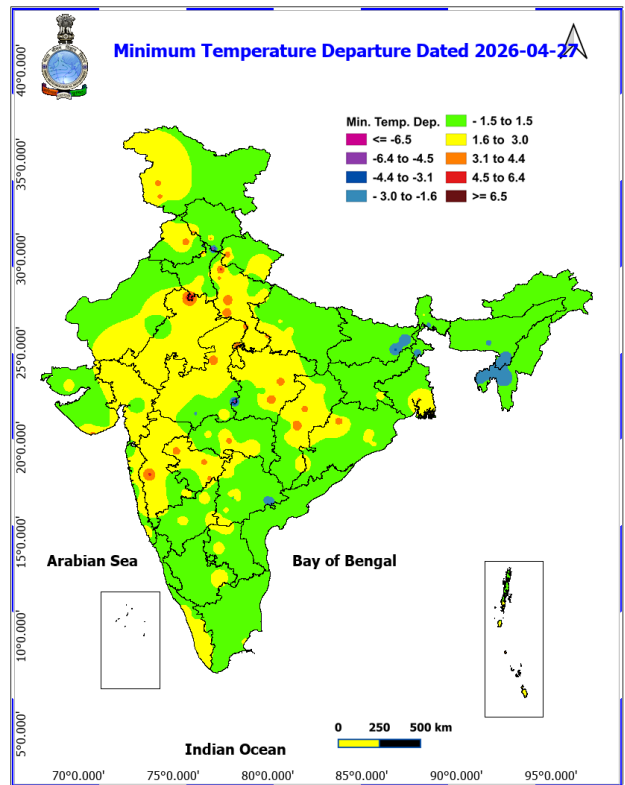 Minimum Temperature Departure Dated 2026-04-27
Min. Temp. Dep.
<= -6.5
-6.4 to -4.5
-4.4 to -3.1
- 3.0 to -1.6
- 1.5 to 1.5
1.6 to 3.0
3.1 to 4.4
4.5 to 6.4
>= 6.5
40°0.000'
35°0.000'
30°0.000'
25°0.000'
20°0.000'
15°0.000'
10°0.000'
5°0.000'
Arabian Sea
Bay of Bengal
Indian Ocean
0 250 500 km
70°0.000' 75°0.000' 80°0.000' 85°0.000' 90°0.000' 95°0.000'